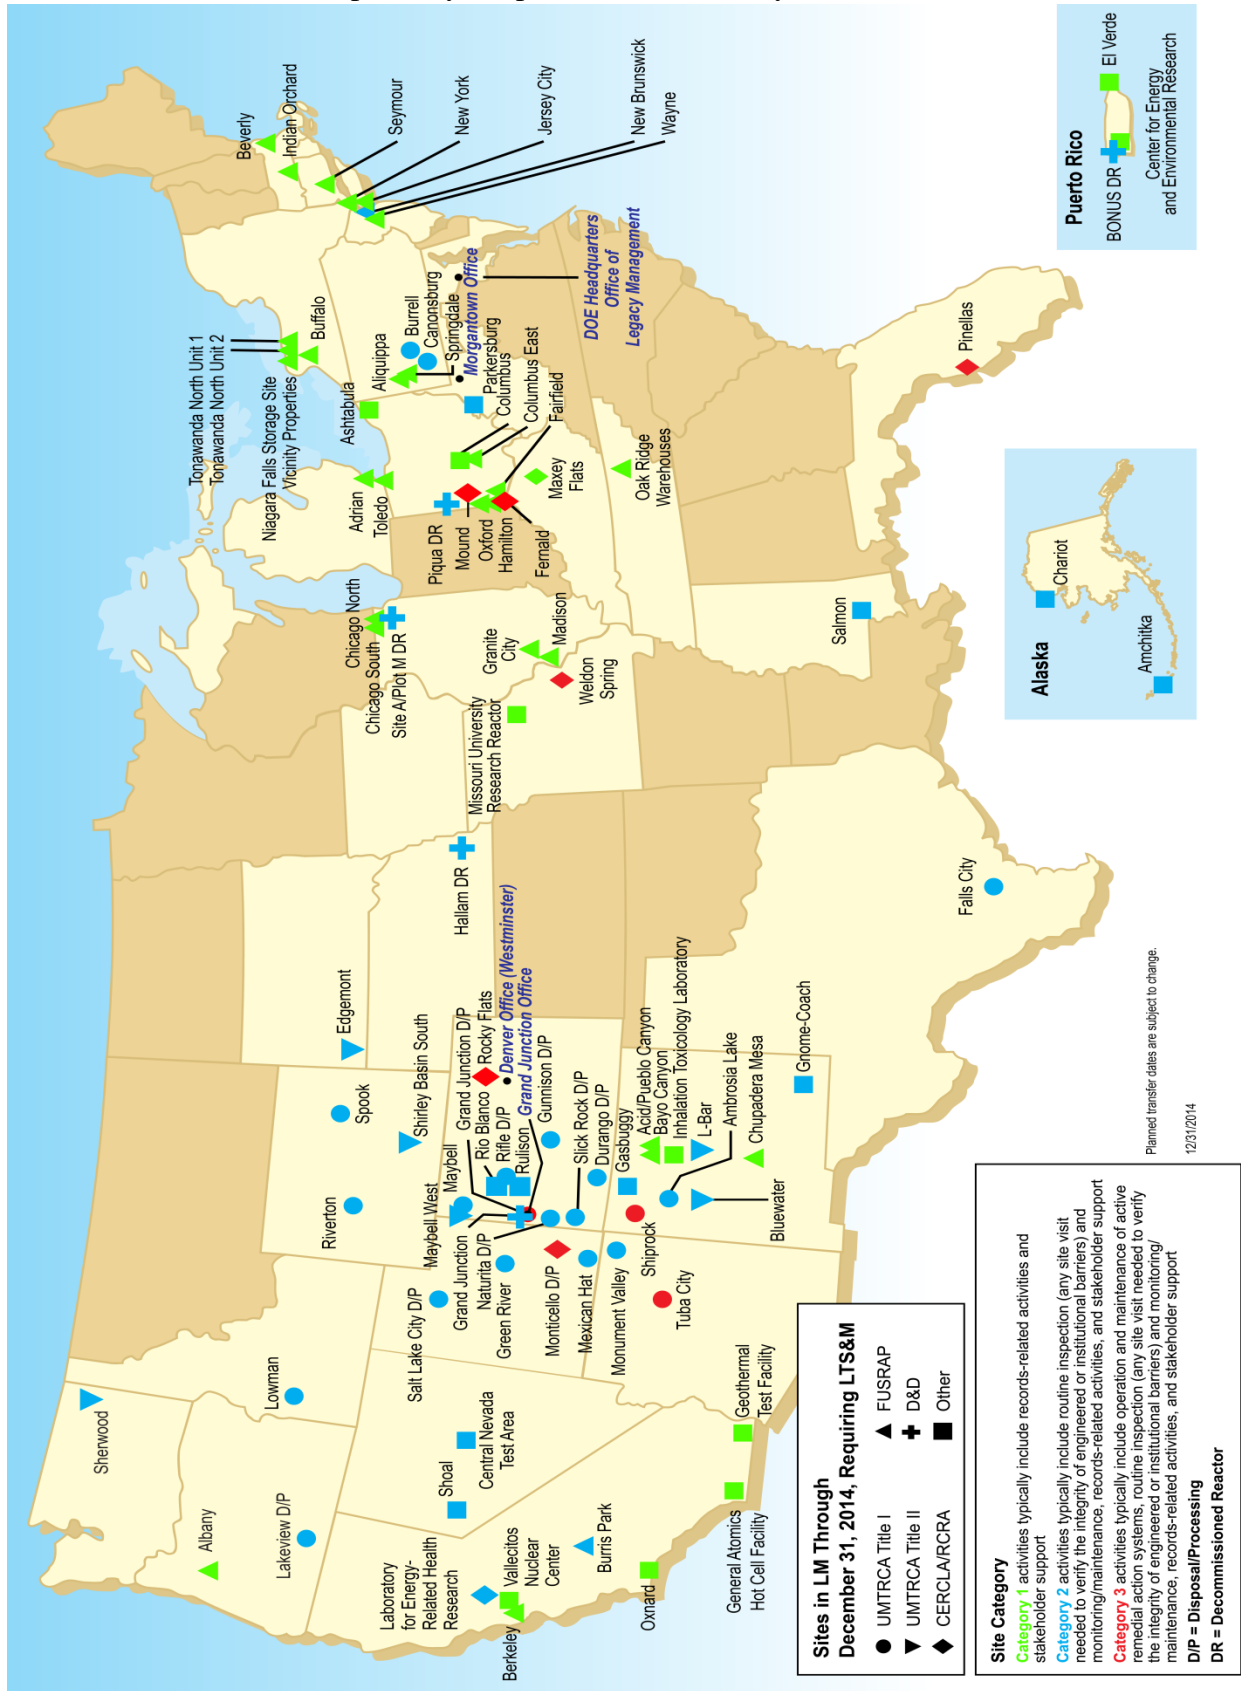 Sherwood
Albany
Lakeview D/P
Lowman
Riverton
Spook
Edgemont
Shirley Basin South
Salt Lake City D/P
Maybell West
Maybell
Grand Junction
Naturita D/P
Green River
Monticello D/P
Mexican Hat
Monument Valley
Tuba City
Shiprock
Grand Junction D/P
Rocky Flats
Rio Blanco
Rifle D/P
Rulison
Denver Office (Westminster)
Grand Junction Office
Gunnison D/P
Slick Rock D/P
Durango D/P
Gasbuggy
Acid/Pueblo Canyon
Bayo Canyon
Inhalation Toxicology Laboratory
L-Bar
Ambrosia Lake
Chupadera Mesa
Bluewater
Gnome-Coach
Falls City
Central Nevada
Test Area
Shoal
Laboratory
for Energy-
Related Health
Research
Vallecitos
Nuclear
Center
Berkeley
Burris Park
Oxnard
General Atomics
Hot Cell Facility
Geothermal
Test Facility
Hallam DR
Missouri University
Research Reactor
Weldon
Spring
Granite
City
Madison
Chicago North
Chicago South
Site A/Plot M DR
Salmon
Piqua DR
Mound
Oxford
Hamilton
Fernald
Adrian
Toledo
Ashtabula
Columbus
Columbus East
Fairfield
Maxey
Flats
Oak Ridge
Warehouses
Parkersburg
Aliquippa
Burrell
Canonsburg
Springdale
Morgantown Office
DOE Headquarters
Office of
Legacy Management
Tonawanda North Unit 1
Tonawanda North Unit 2
Niagara Falls Storage Site
Vicinity Properties
Buffalo
Beverly
Indian Orchard
Seymour
New York
Jersey City
New Brunswick
Wayne
Pinellas
Alaska
Chariot
Amchitka
Puerto Rico
BONUS DR
El Verde
Center for Energy
and Environmental Research
Sites in LM Through
December 31, 2014, Requiring LTS&M
UMTRCA Title I
FUSRAP
UMTRCA Title II
D&D
CERCLA/RCRA
Other
Site Category
Category 1 activities typically include records-related activities and
stakeholder support
Category 2 activities typically include routine inspection (any site visit
needed to verify the integrity of engineered or institutional barriers) and
monitoring/maintenance, records-related activities, and stakeholder support
Category 3 activities typically include operation and maintenance of active
remedial action systems, routine inspection (any site visit needed to verify
the integrity of engineered or institutional barriers) and monitoring/
maintenance, records-related activities, and stakeholder support
D/P = Disposal/Processing
DR = Decommissioned Reactor
Planned transfer dates are subject to change.
12/31/2014